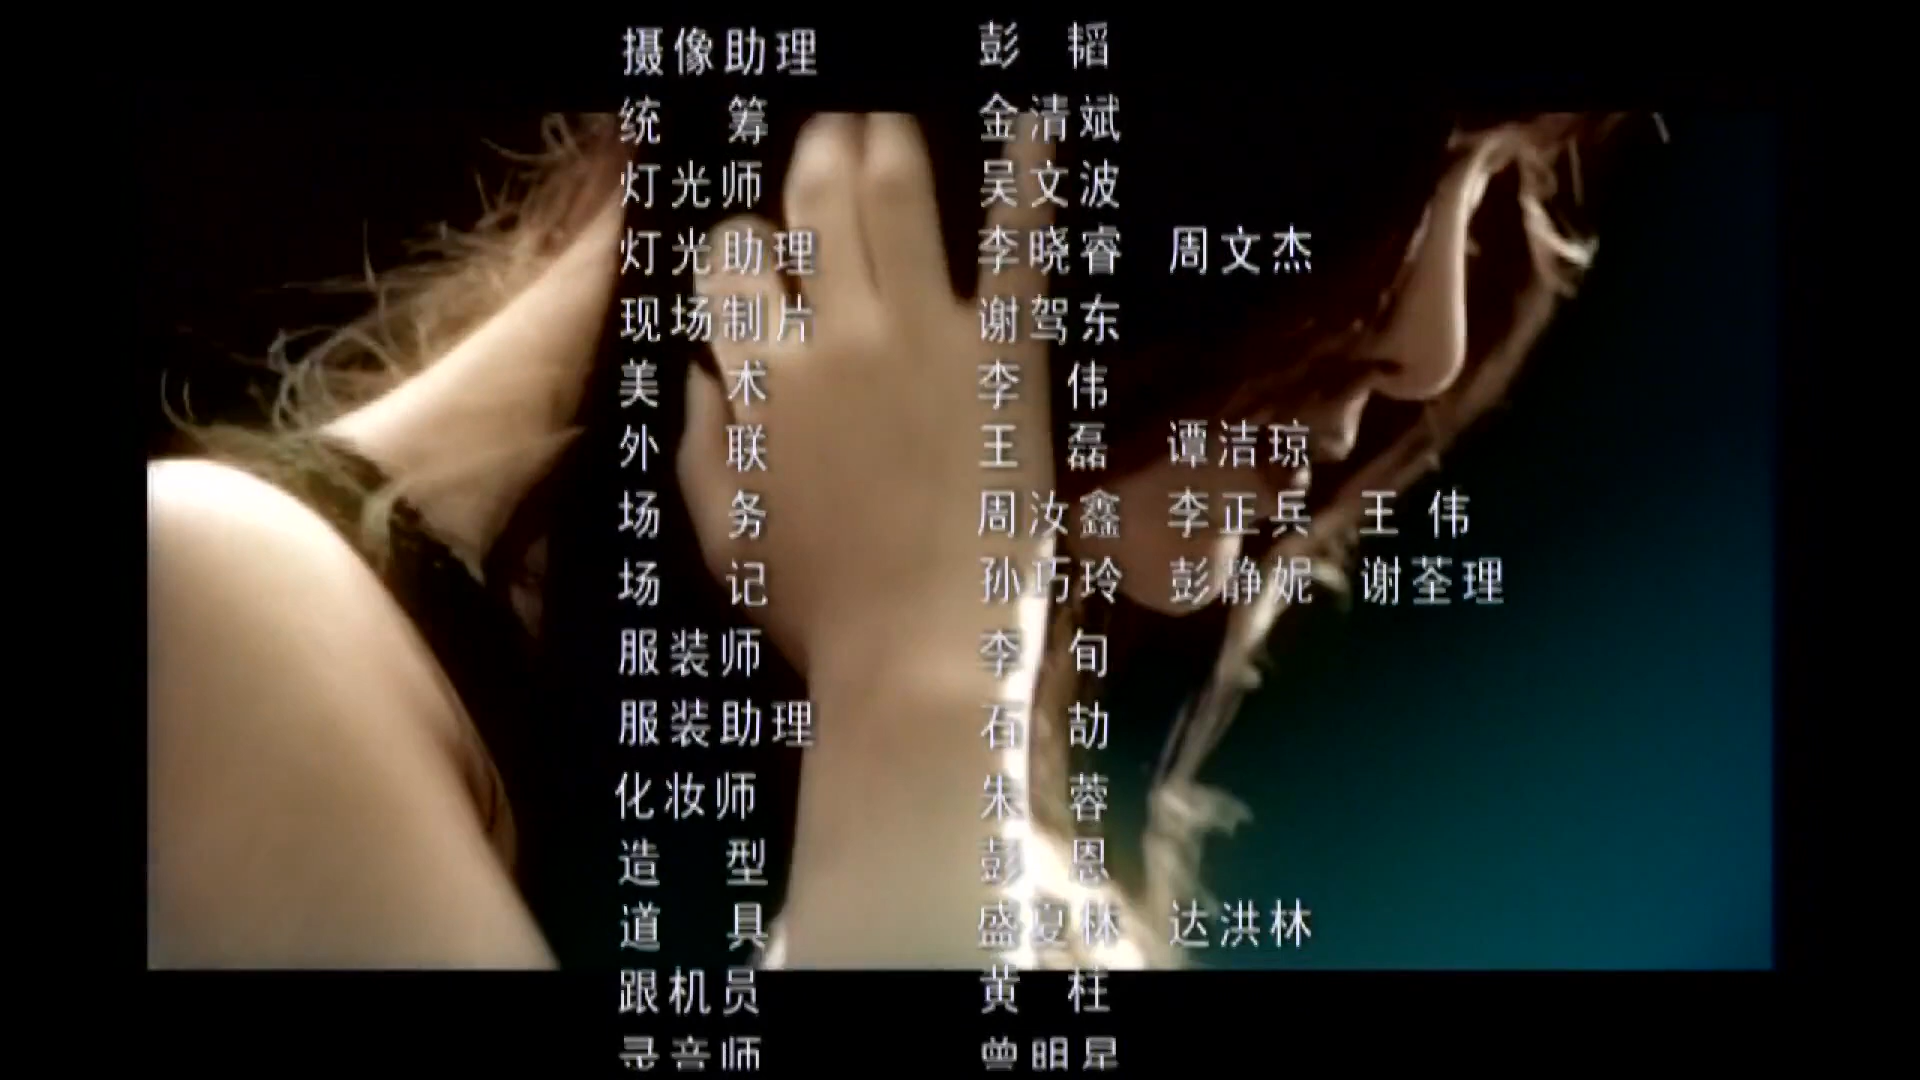 摄像助理 彭 韬
统 筹 金清斌
灯光师 吴文波
灯光助理 李晓睿 周文杰
现场制片 谢驾东
美 术 李 伟
外 联 王 磊 谭洁琼
场 务 周汝鑫 李正兵 王 伟
场 记 孙巧玲 彭静妮 谢荃理
服装师 李 旬
服装助理 石 劼
化妆师 朱 蓉
造 型 彭 恩
道 具 盛夏林 达洪林
跟机员 黄 柱
录音师 曾明星